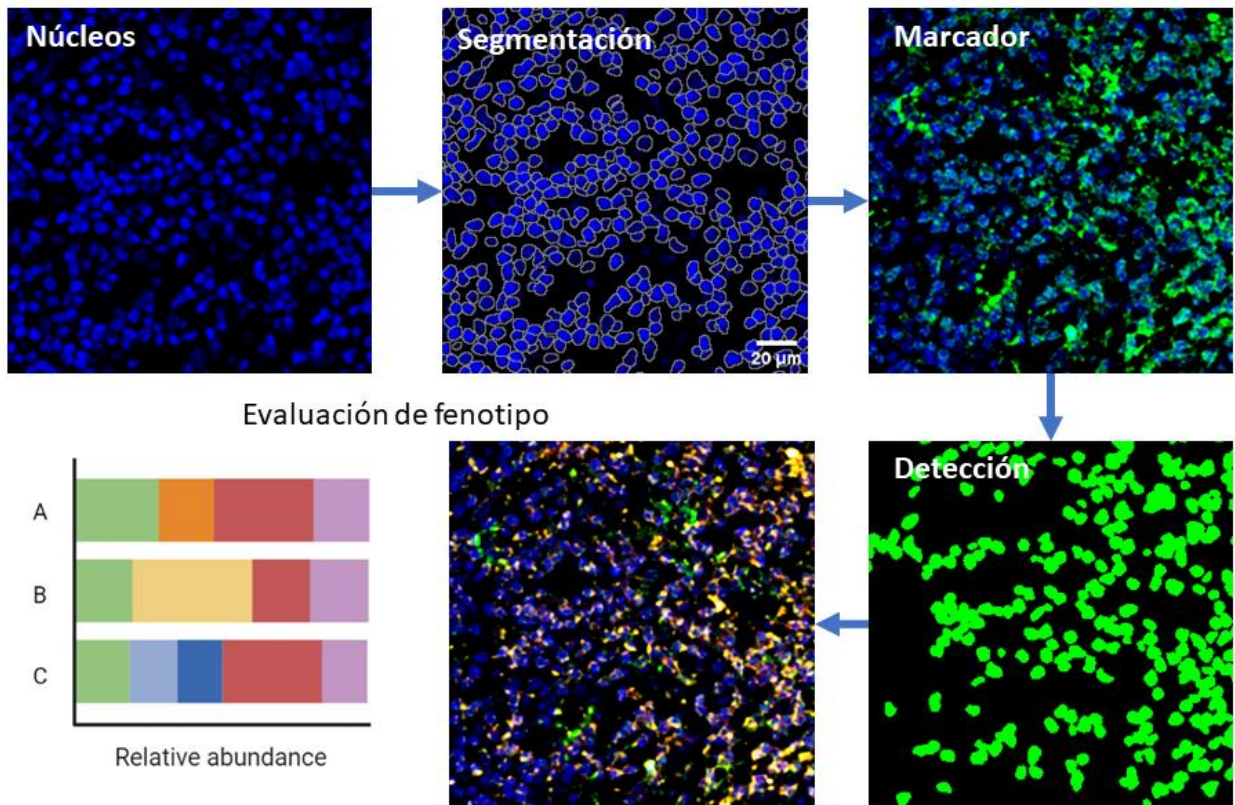 Núcleos
Segmentación
Marcador
20 µm
Evaluación de fenotipo
Detección
A
B
C
Relative abundance